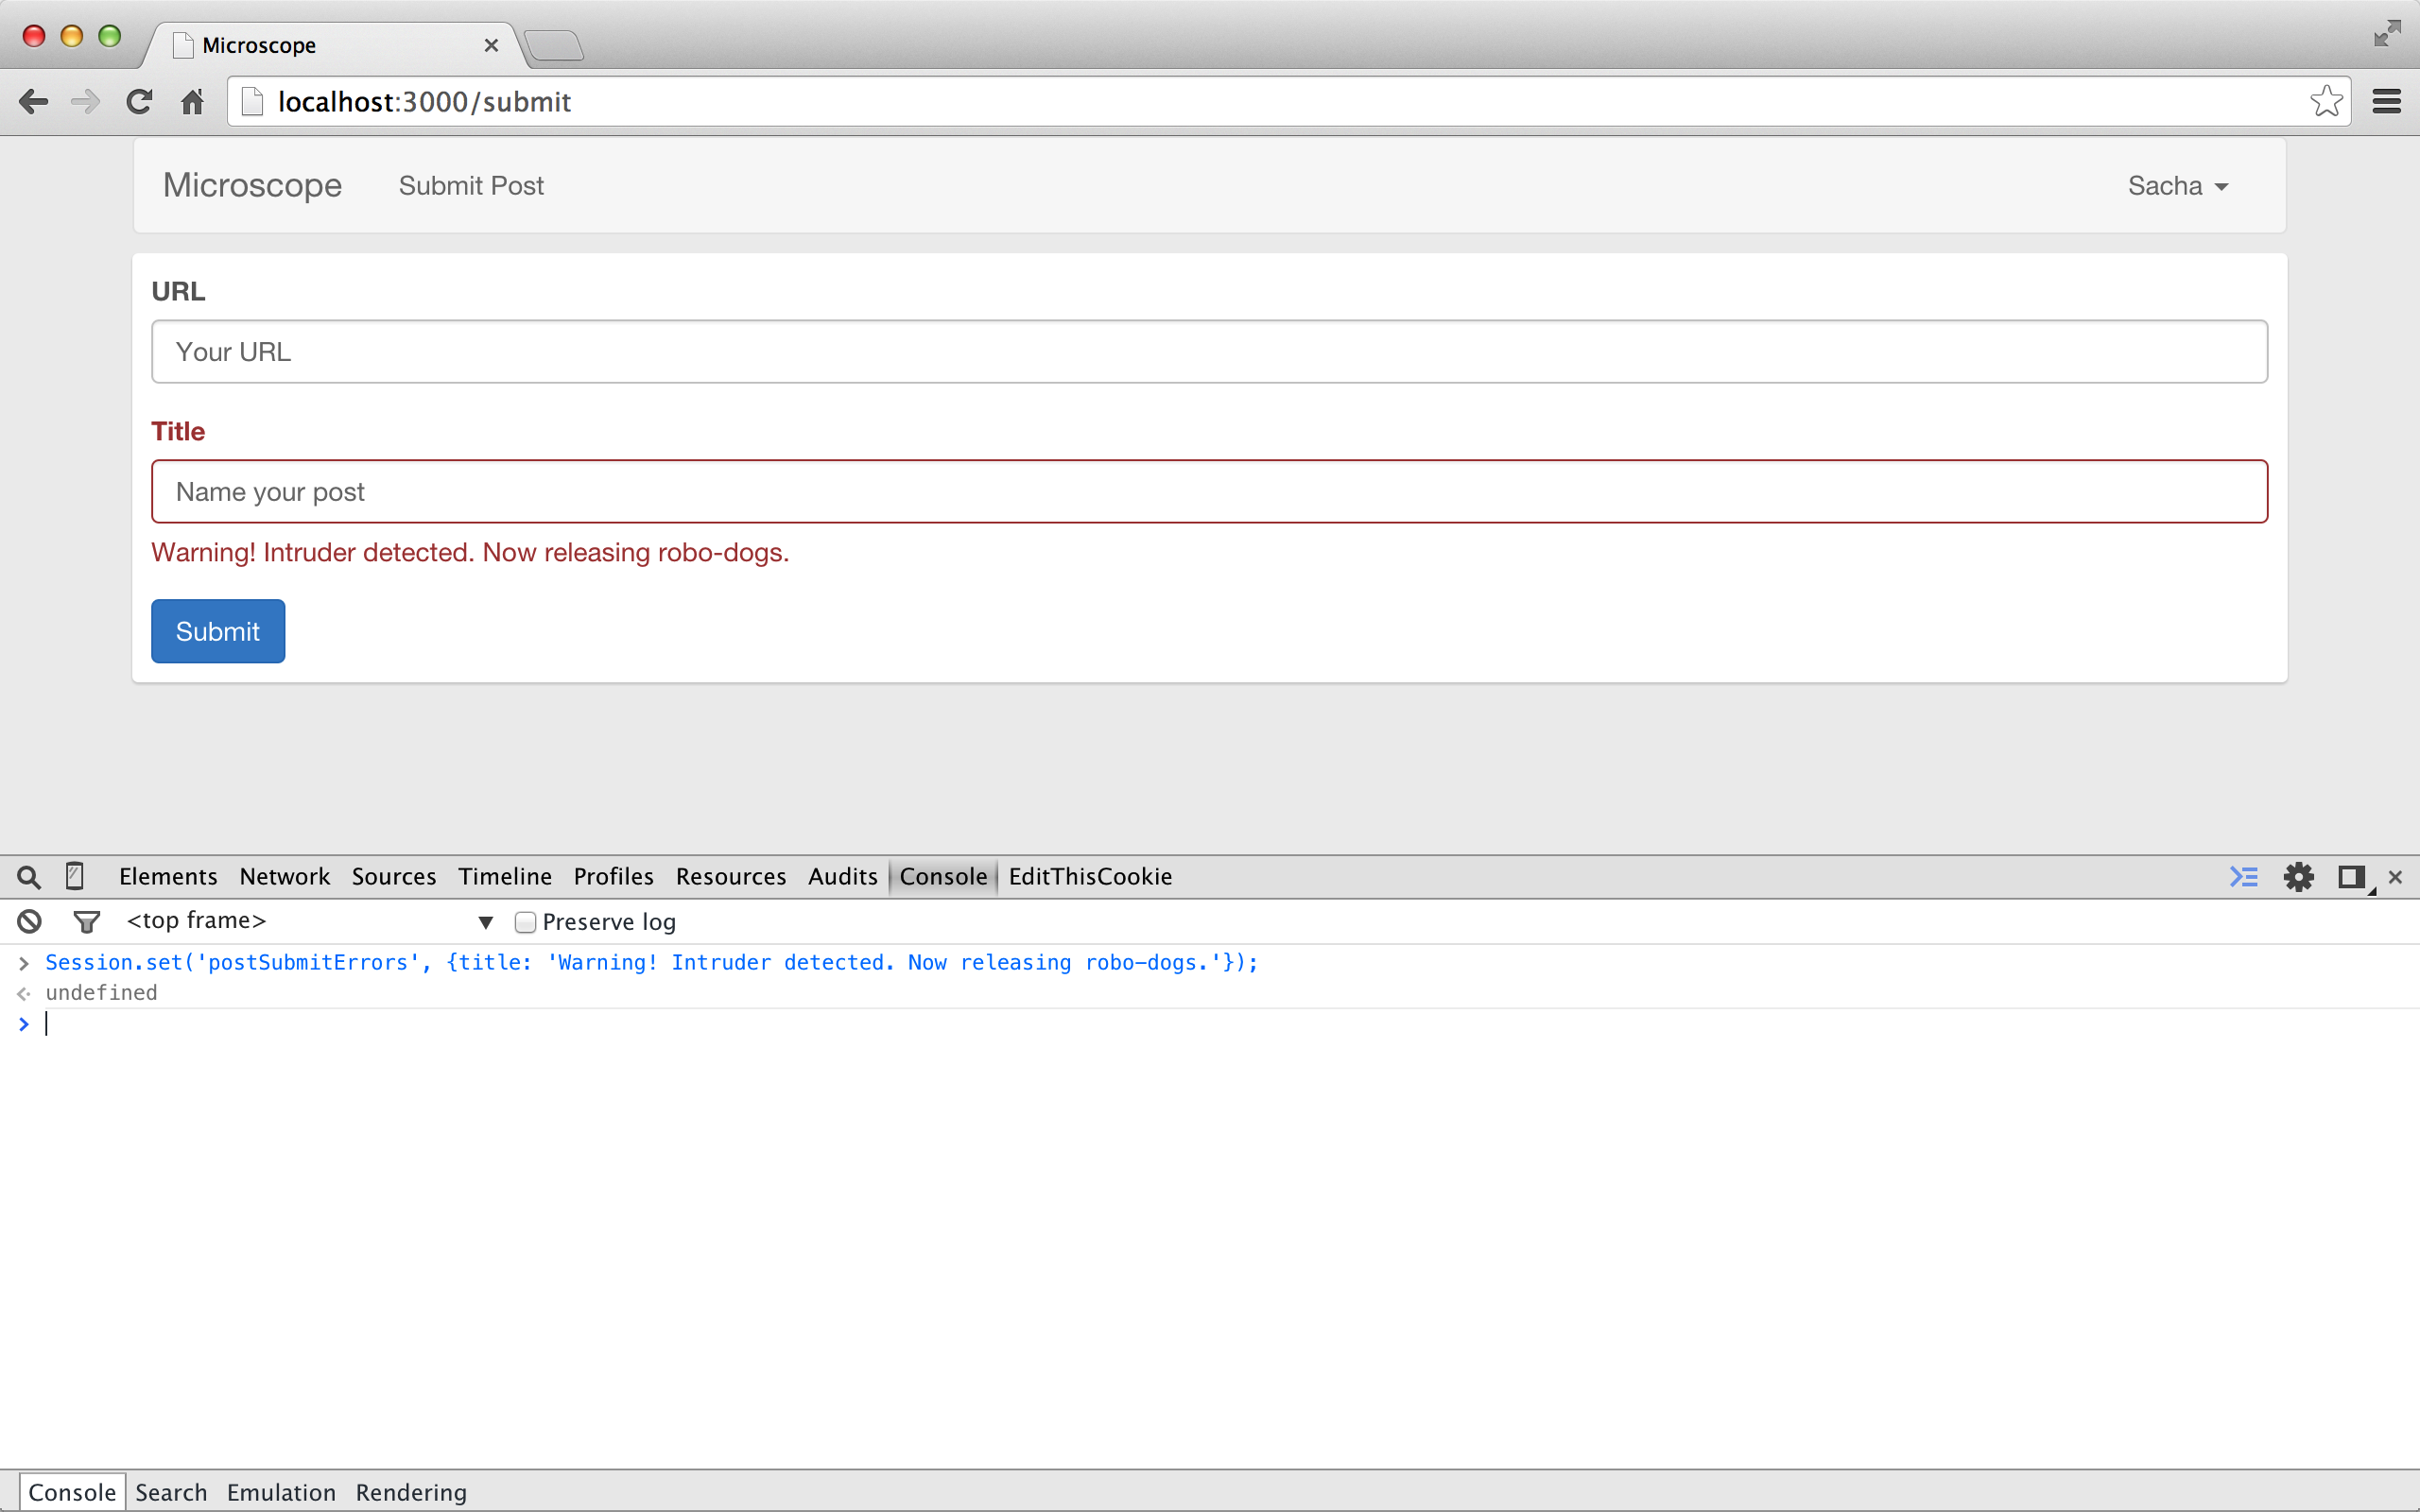 Microscope
localhost:3000/submit
Microscope Submit Post Sacha
URL
Your URL
Title
Name your post
Warning! Intruder detected. Now releasing robo-dogs.
Submit
Elements Network Sources Timeline Profiles Resources Audits Console EditThisCookie
<top frame> Preserve log
Session.set('postSubmitErrors', {title: 'Warning! Intruder detected. Now releasing robo-dogs.'});
undefined
Console Search Emulation Rendering